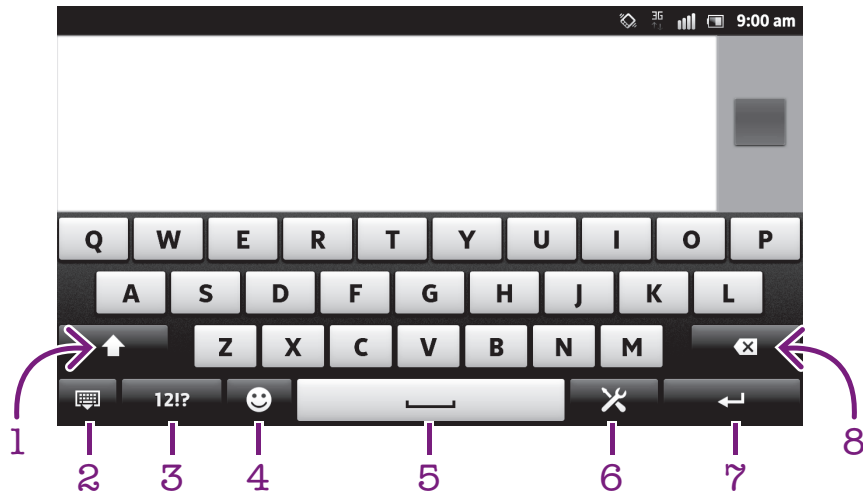 3G 9:00 am
Q W E R T Y U I O P
A S D F G H J K L
1 Z X C V B N M 8
12!?
2 3 4 5 6 7